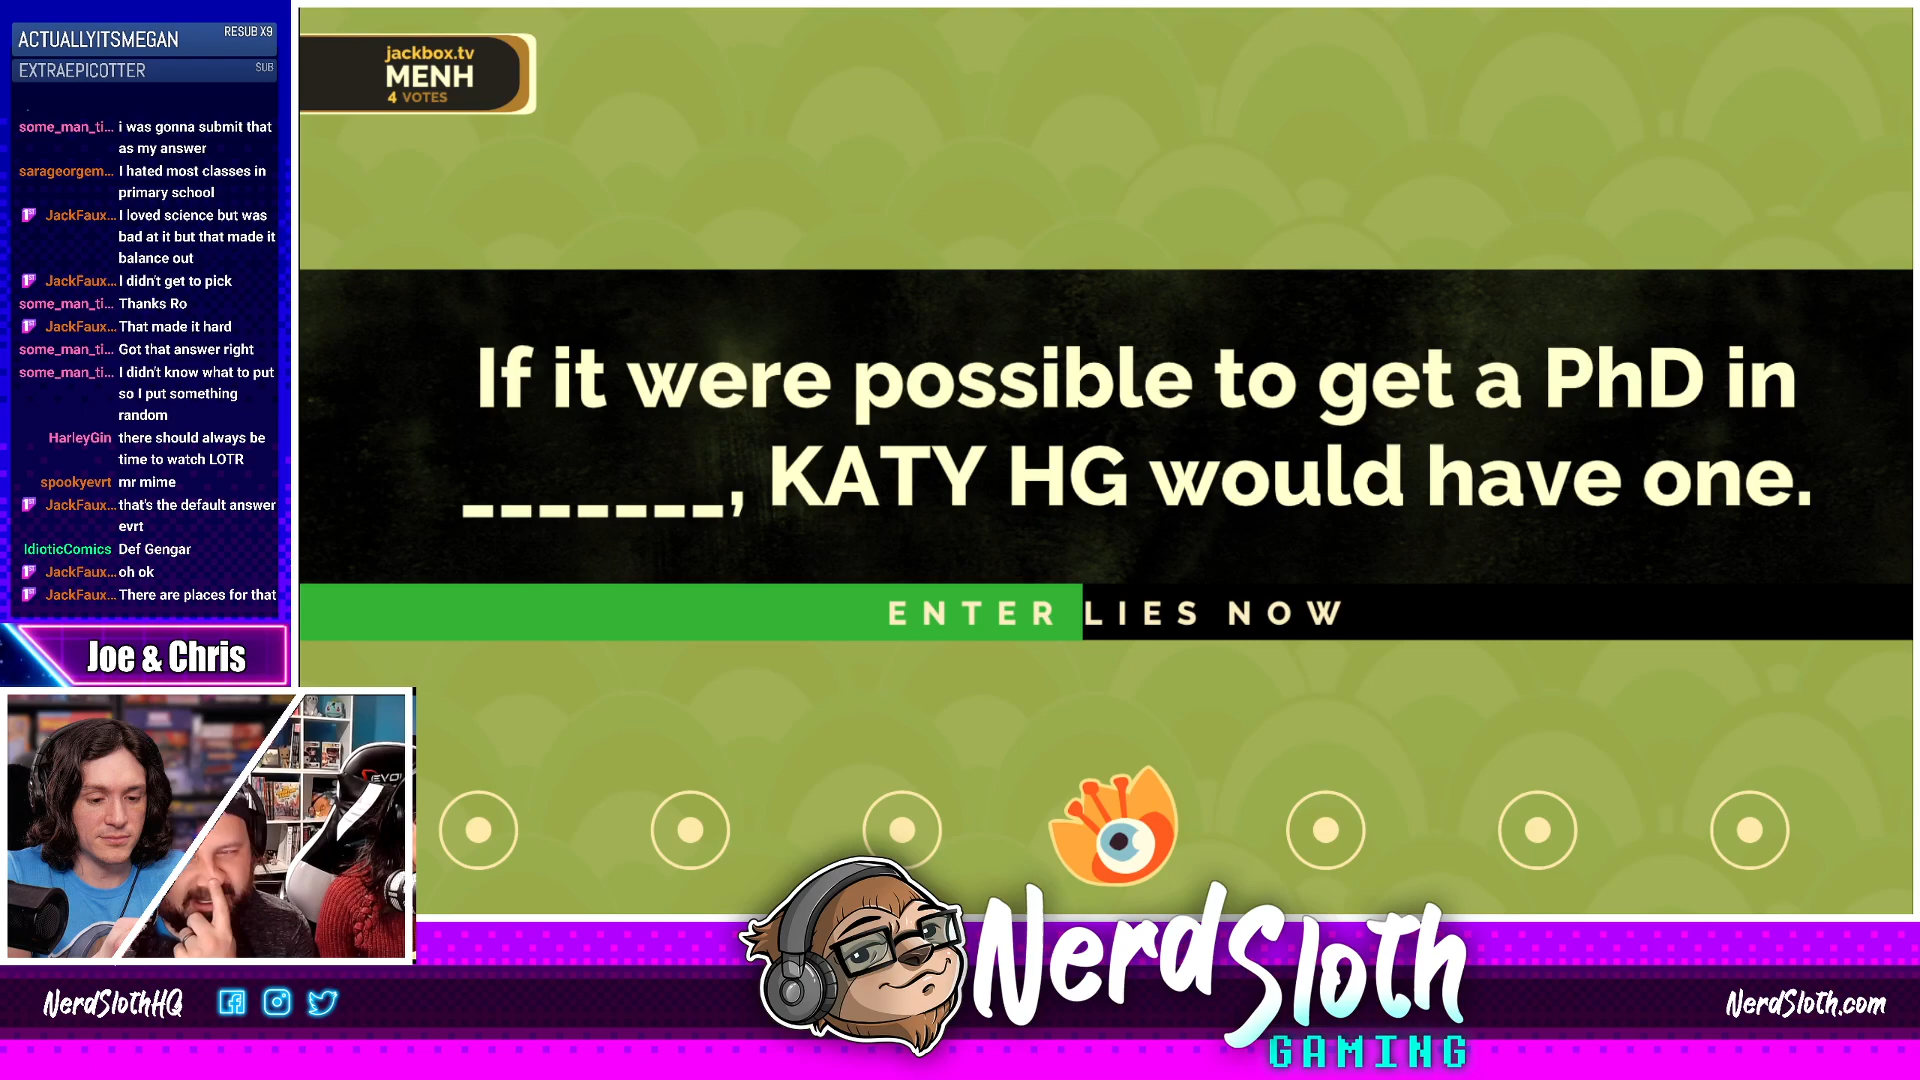 ACTUALLYITSMEGAN RESUB X9
EXTRAEPICOTTER SUB
some_man_ti... i was gonna submit that
as my answer
sarageorgem... I hated most classes in
primary school
1ST JackFaux... I loved science but was
bad at it but that made it
balance out
1ST JackFaux... I didn't get to pick
some_man_ti... Thanks Ro
1ST JackFaux... That made it hard
some_man_ti... Got that answer right
some_man_ti... I didn't know what to put
so I put something
random
HarleyGin there should always be
time to watch LOTR
spookyevrt mr mime
1ST JackFaux... that's the default answer
evrt
IdioticComics Def Gengar
1ST JackFaux... oh ok
1ST JackFaux... There are places for that
Joe & Chris
jackbox.tv
MENH
4 VOTES
If it were possible to get a PhD in
_______, KATY HG would have one.
ENTER LIES NOW
NerdSloth
GAMING
NerdSlothHQ
NerdSloth.com